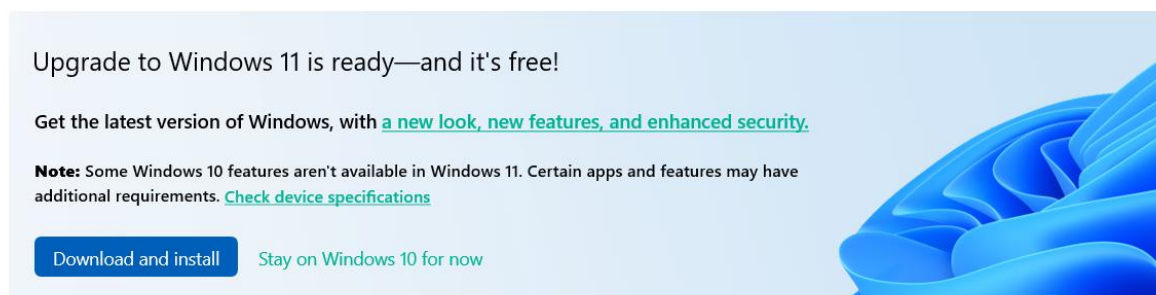 Upgrade to Windows 11 is ready—and it's free!
Get the latest version of Windows, with a new look, new features, and enhanced security.
Note: Some Windows 10 features aren't available in Windows 11. Certain apps and features may have
additional requirements. Check device specifications
Download and install Stay on Windows 10 for now